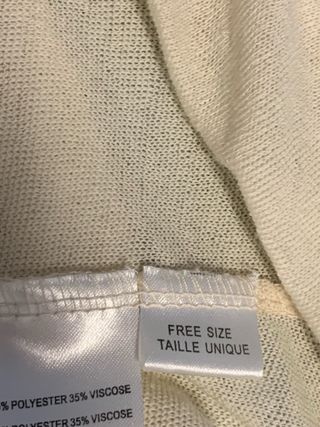 FREE SIZE
TAILLE UNIQUE
% POLYESTER 35% VISCOSE
% POLYESTER 35% VISCOSE